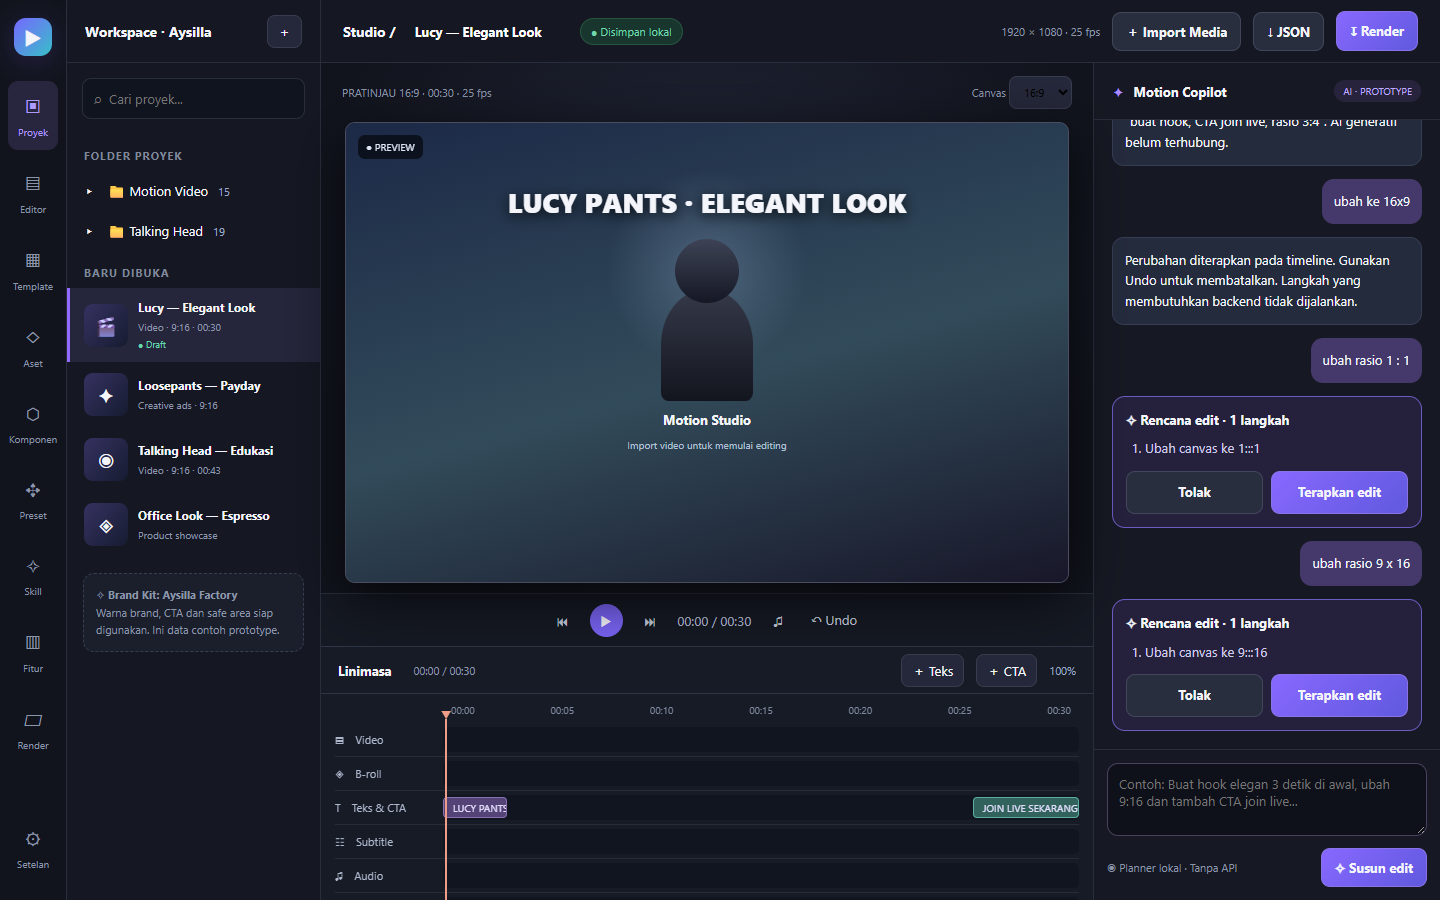 Workspace · Aysilla
+
Studio /
Lucy — Elegant Look
● Disimpan lokal
1920 × 1080 · 25 fps
+ Import Media
↓ JSON
↧ Render
Proyek
Editor
Template
Aset
Komponen
Preset
Skill
Fitur
Render
Setelan
Cari proyek...
FOLDER PROYEK
Motion Video 15
Talking Head 19
BARU DIBUKA
Lucy — Elegant Look
Video · 9:16 · 00:30
● Draft
Loosepants — Payday
Creative ads · 9:16
Talking Head — Edukasi
Video · 9:16 · 00:43
Office Look — Espresso
Product showcase
✧ Brand Kit: Aysilla Factory
Warna brand, CTA dan safe area siap
digunakan. Ini data contoh prototype.
PRATINJAU 16:9 · 00:30 · 25 fps
Canvas
16:9
● PREVIEW
LUCY PANTS · ELEGANT LOOK
Motion Studio
Import video untuk memulai editing
00:00 / 00:30
↶ Undo
Linimasa
00:00 / 00:30
+ Teks
+ CTA
100%
00:00
00:05
00:10
00:15
00:20
00:25
00:30
Video
B-roll
T Teks & CTA
LUCY PANTS
JOIN LIVE SEKARANG
Subtitle
Audio
✦ Motion Copilot
AI · PROTOTYPE
"buat hook, CTA join live, rasio 3:4". AI generatif
belum terhubung.
ubah ke 16x9
Perubahan diterapkan pada timeline. Gunakan
Undo untuk membatalkan. Langkah yang
membutuhkan backend tidak dijalankan.
ubah rasio 1 : 1
✧ Rencana edit · 1 langkah
1. Ubah canvas ke 1:::1
Tolak
Terapkan edit
ubah rasio 9 x 16
✧ Rencana edit · 1 langkah
1. Ubah canvas ke 9:::16
Tolak
Terapkan edit
Contoh: Buat hook elegan 3 detik di awal, ubah
9:16 dan tambah CTA join live...
◉ Planner lokal · Tanpa API
✧ Susun edit